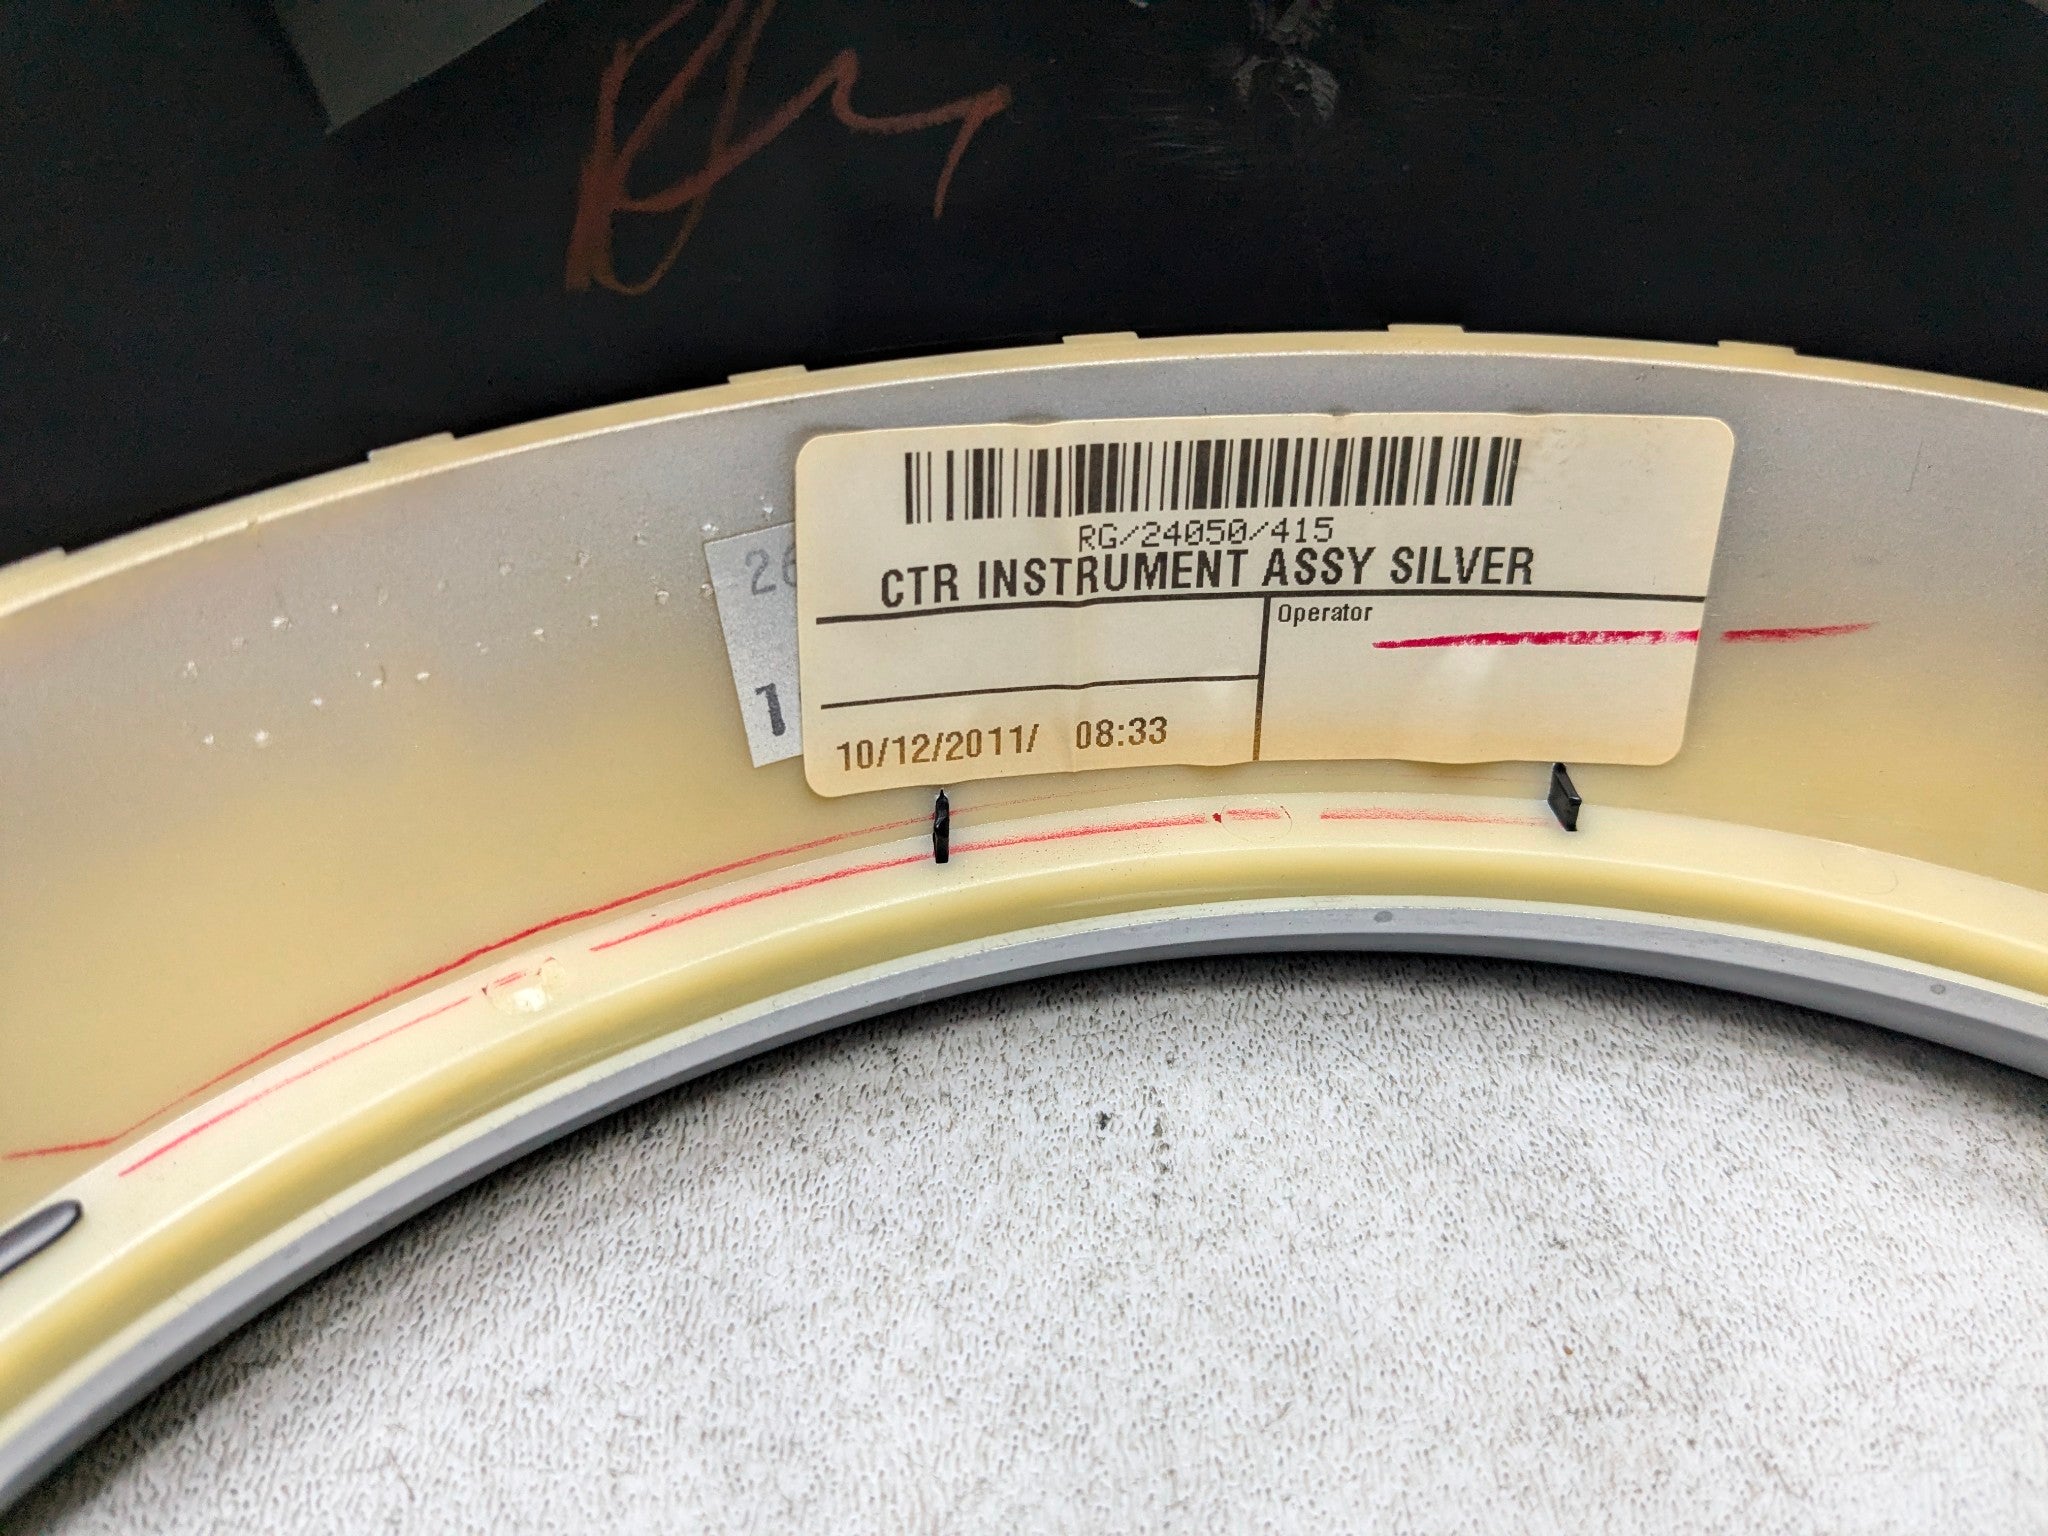 RG/24050/415
CTR INSTRUMENT ASSY SILVER
Operator
10/12/2011/ 08:33